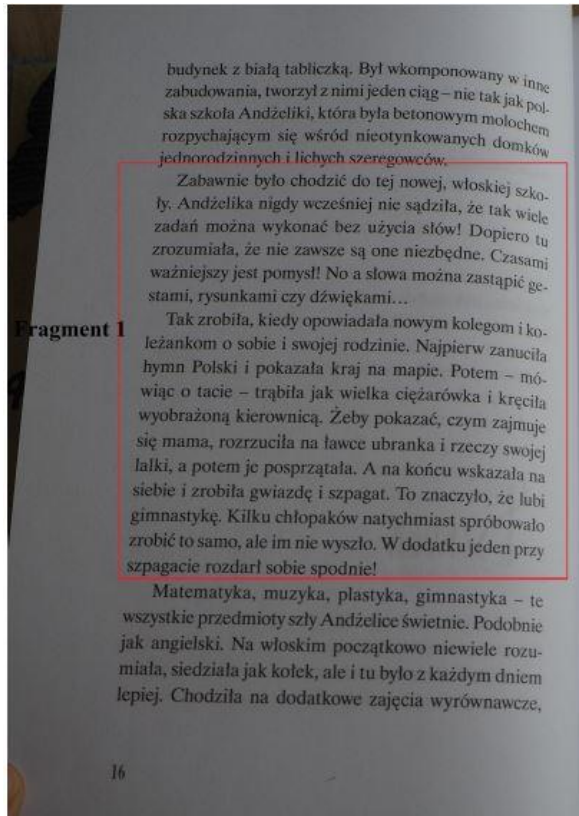 budynek z białą tabliczką. Był wkomponowany w inne
zabudowania, tworzył z nimi jeden ciąg – nie tak jak pol-
ska szkoła Andżeliki, która była betonowym molochem
rozpychającym się wśród nieotynkowanych domków
jednorodzinnych i lichych szeregowców.
Zabawnie było chodzić do tej nowej, włoskiej szko-
ły. Andżelika nigdy wcześniej nie sądziła, że tak wiele
zadań można wykonać bez użycia słów! Dopiero tu
zrozumiała, że nie zawsze są one niezbędne. Czasami
ważniejszy jest pomysł! No a słowa można zastąpić ge-
stami, rysunkami czy dźwiękami…
Fragment 1
Tak zrobiła, kiedy opowiadała nowym kolegom i ko-
leżankom o sobie i swojej rodzinie. Najpierw zanuciła
hymn Polski i pokazała kraj na mapie. Potem – mó-
wiąc o tacie – trąbiła jak wielka ciężarówka i kręciła
wyobrażoną kierownicą. Żeby pokazać, czym zajmuje
się mama, rozrzuciła na ławce ubranka i rzeczy swojej
lalki, a potem je posprzątała. A na końcu wskazała na
siebie i zrobiła gwiazdę i szpagat. To znaczyło, że lubi
gimnastykę. Kilku chłopaków natychmiast spróbowało
zrobić to samo, ale im nie wyszło. W dodatku jeden przy
szpagacie rozdarł sobie spodnie!
Matematyka, muzyka, plastyka, gimnastyka – te
wszystkie przedmioty szły Andżelice świetnie. Podobnie
jak angielski. Na włoskim początkowo niewiele rozu-
miała, siedziała jak kołek, ale i tu było z każdym dniem
lepiej. Chodziła na dodatkowe zajęcia wyrównawcze,
16